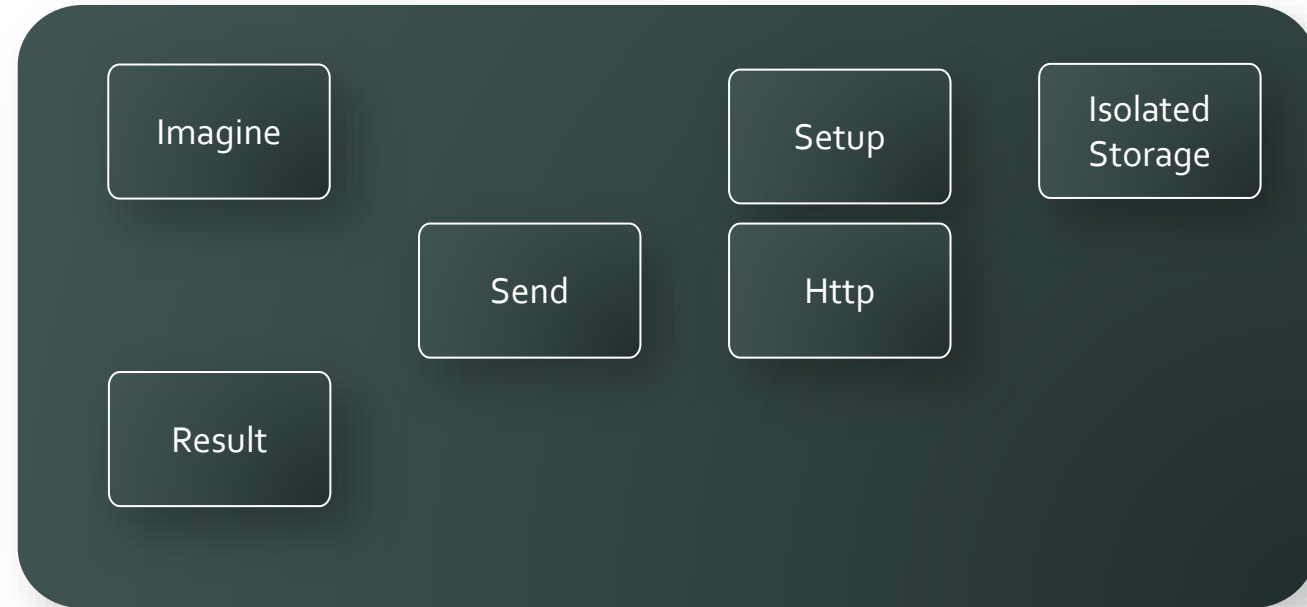 Imagine
Setup
Isolated
Storage
Send
Http
Result